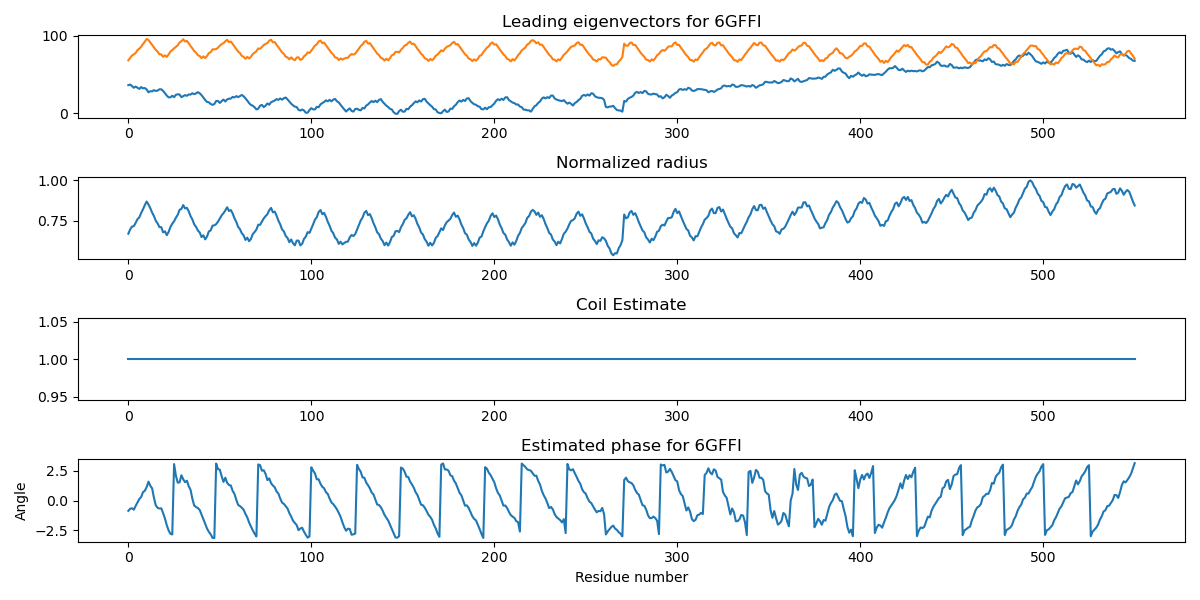 Leading eigenvectors for 6GFFI
100
0
0 100 200 300 400 500
Normalized radius
1.00
0.75
0 100 200 300 400 500
Coil Estimate
1.05
1.00
0.95
0 100 200 300 400 500
Estimated phase for 6GFFI
Angle
2.5
0.0
−2.5
0 100 200 300 400 500
Residue number